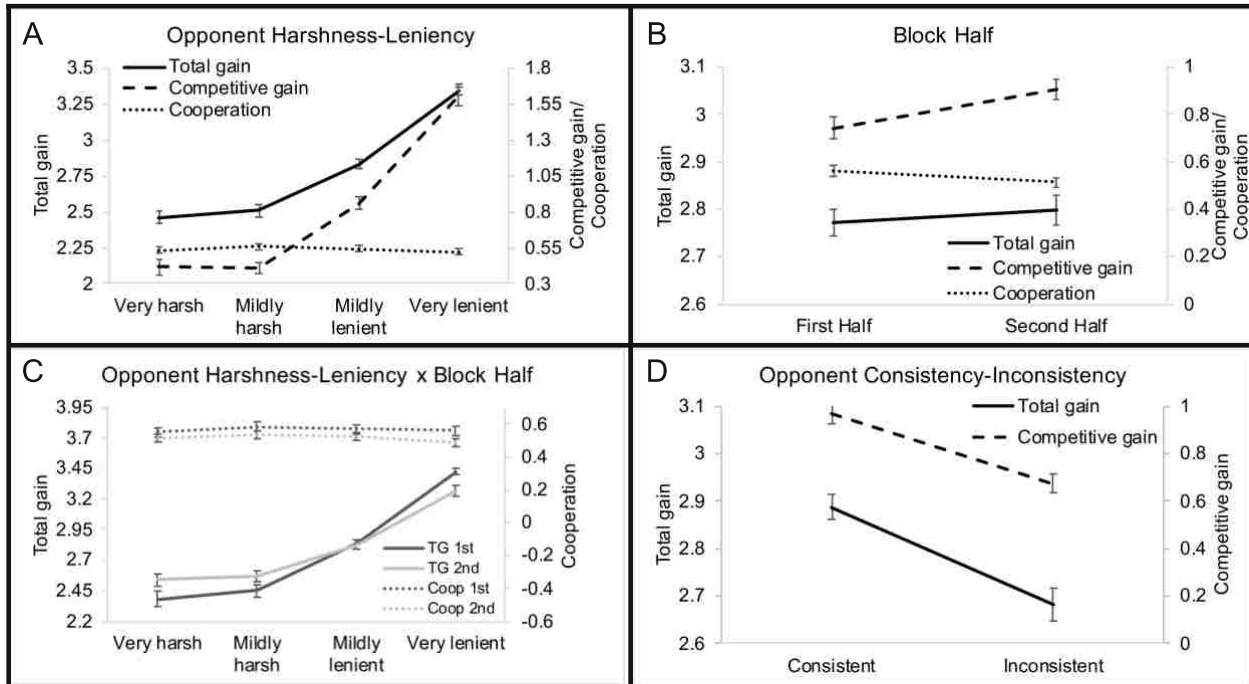 A
Opponent Harshness-Leniency
Total gain
Competitive gain
Cooperation
3.5
3.25
3
2.75
2.5
2.25
2
Total gain
1.8
1.55
1.3
1.05
0.8
0.55
0.3
Competitive gain/
Cooperation
Very harsh
Mildly
harsh
Mildly
lenient
Very lenient
B
Block Half
3.1
3
2.9
2.8
2.7
2.6
Total gain
1
0.8
0.6
0.4
0.2
0
Competitive gain/
Cooperation
Total gain
Competitive gain
Cooperation
First Half
Second Half
C
Opponent Harshness-Leniency x Block Half
3.95
3.7
3.45
3.2
2.95
2.7
2.45
2.2
Total gain
0.6
0.4
0.2
0
-0.2
-0.4
-0.6
Cooperation
TG 1st
TG 2nd
Coop 1st
Coop 2nd
Very harsh
Mildly
harsh
Mildly
lenient
Very lenient
D
Opponent Consistency-Inconsistency
Total gain
Competitive gain
3.1
3
2.9
2.8
2.7
2.6
Total gain
1
0.8
0.6
0.4
0.2
0
Competitive gain
Consistent
Inconsistent